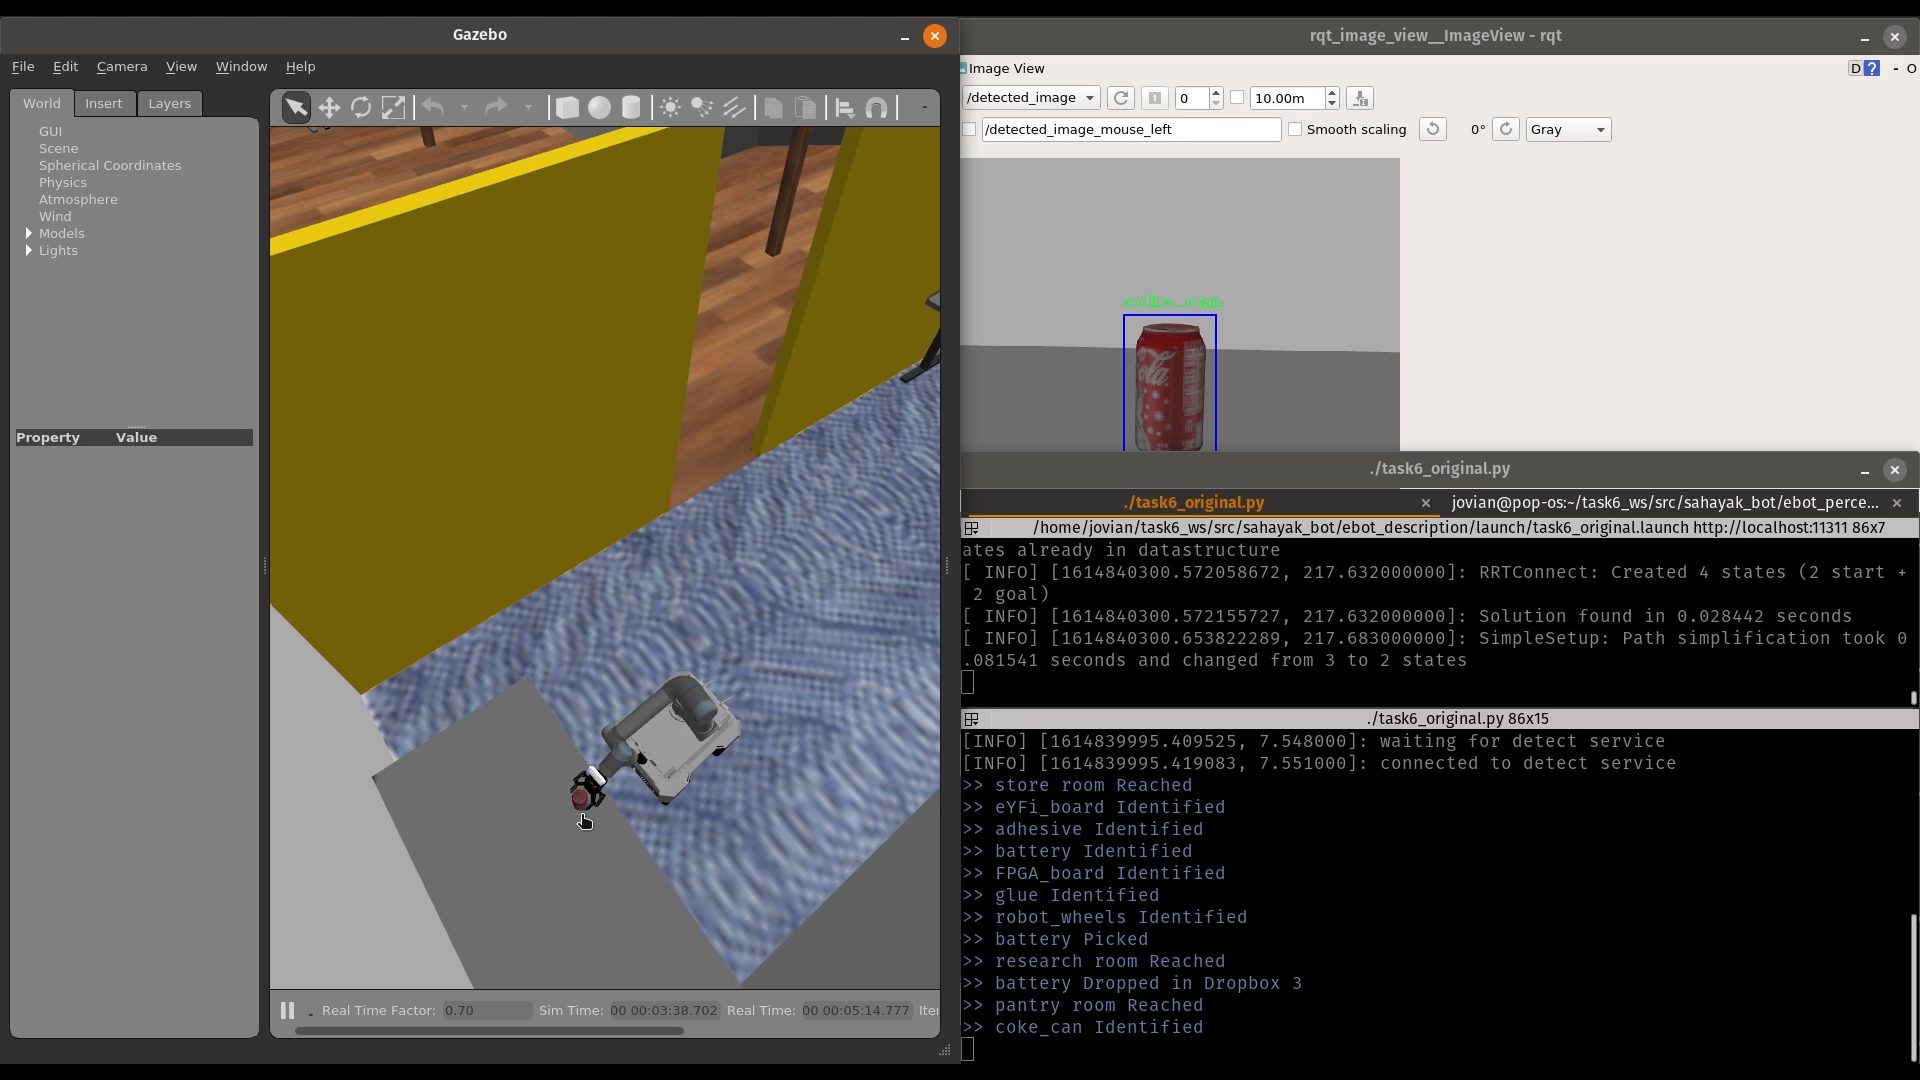 Gazebo
File Edit Camera View Window Help
World Insert Layers
GUI
Scene
Spherical Coordinates
Physics
Atmosphere
Wind
Models
Lights
Property Value
Real Time Factor: 0.70 Sim Time: 00 00:03:38.702 Real Time: 00 00:05:14.777 Iter
rqt_image_view__ImageView - rqt
Image View
D ? - O
/detected_image 0 10.00m
/detected_image_mouse_left Smooth scaling 0° Gray
coke_can
Cola
./task6_original.py
./task6_original.py × jovian@pop-os:~/task6_ws/src/sahayak_bot/ebot_perce... ×
/home/jovian/task6_ws/src/sahayak_bot/ebot_description/launch/task6_original.launch http://localhost:11311 86x7
ates already in datastructure
[ INFO] [1614840300.572058672, 217.632000000]: RRTConnect: Created 4 states (2 start +
2 goal)
[ INFO] [1614840300.572155727, 217.632000000]: Solution found in 0.028442 seconds
[ INFO] [1614840300.653822289, 217.683000000]: SimpleSetup: Path simplification took 0
.081541 seconds and changed from 3 to 2 states
./task6_original.py 86x15
[INFO] [1614839995.409525, 7.548000]: waiting for detect service
[INFO] [1614839995.419083, 7.551000]: connected to detect service
>> store room Reached
>> eYFi_board Identified
>> adhesive Identified
>> battery Identified
>> FPGA_board Identified
>> glue Identified
>> robot_wheels Identified
>> battery Picked
>> research room Reached
>> battery Dropped in Dropbox 3
>> pantry room Reached
>> coke_can Identified